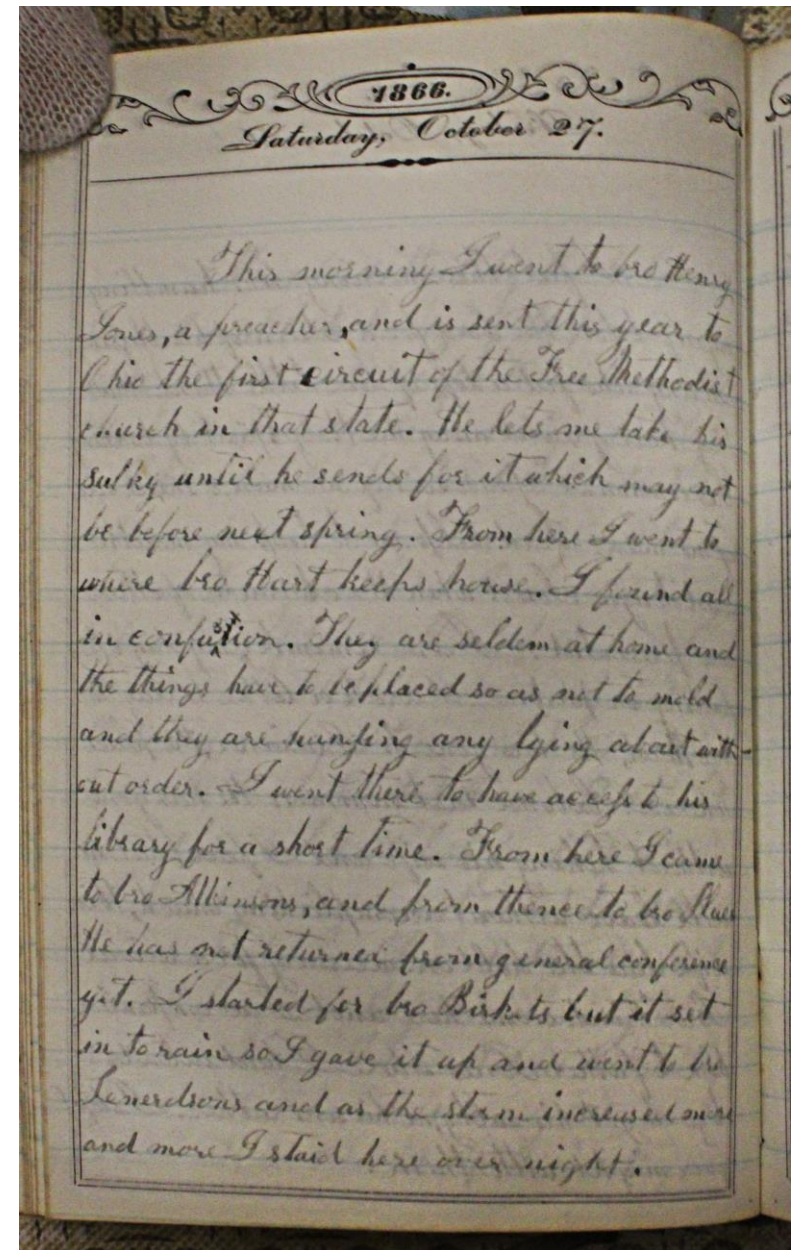 1866.
Saturday, October 27.
This morning I went to bro Henry
Jones, a preacher, and is sent this year to
Ohio the first circuit of the Free Methodist
church in that state. He lets me take his
sulky until he sends for it which may not
be before next spring. From here I went to
where bro Hart keeps house. I found all
in confusion. They are seldom at home and
the things have to be placed so as not to mold
and they are hanging any lying about with-
out order. I went there to have access to his
library for a short time. From here I came
to bro Atkinsons, and from thence to bro
He has not returned from general conference
yet. I started for bro Birkets but it set
in to rain so I gave it up and went to bro
Lenerdsons and as the storm increased more
and more I staid here over night.